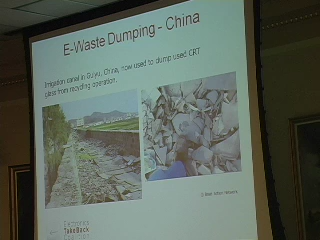 E-Waste Dumping - China
Irrigation canal in Guiyu, China, now used to dump used CRT
glass from recycling operation.
Electronics
TakeBack
Coalition